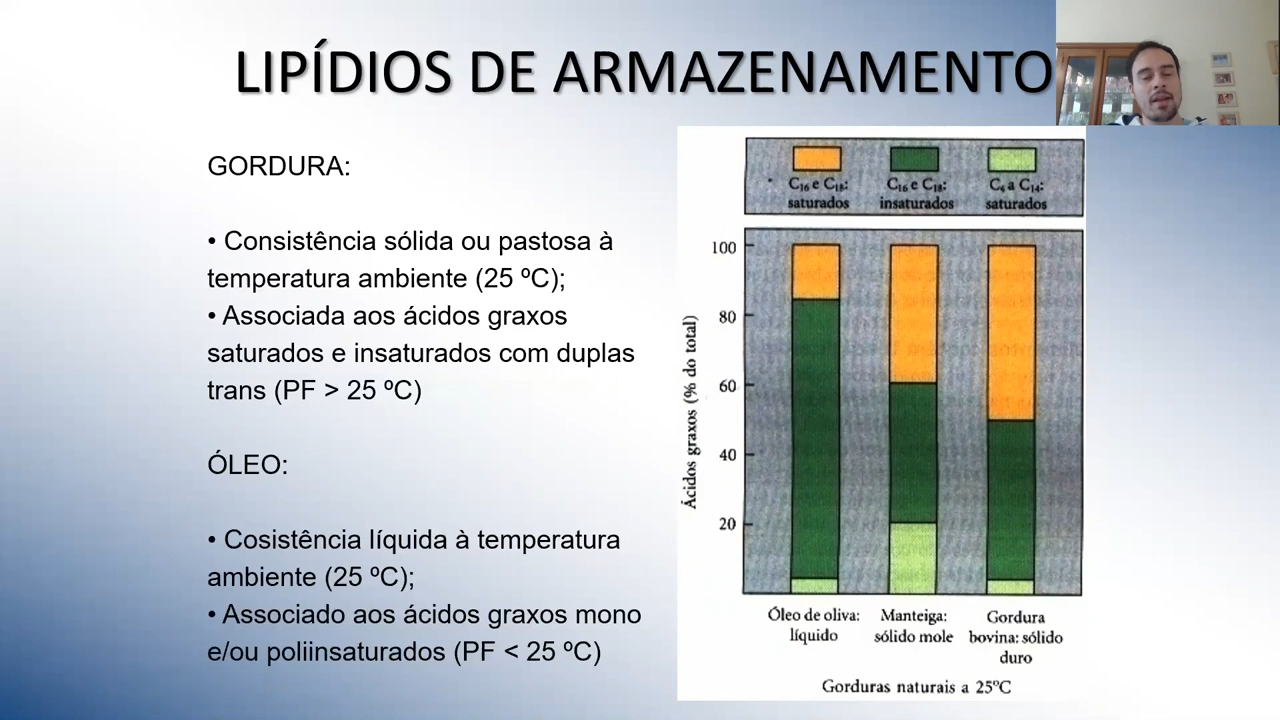 LIPÍDIOS DE ARMAZENAMENTO
GORDURA:
• Consistência sólida ou pastosa à
temperatura ambiente (25 ºC);
• Associada aos ácidos graxos
saturados e insaturados com duplas
trans (PF > 25 ºC)
ÓLEO:
• Cosistência líquida à temperatura
ambiente (25 ºC);
• Associado aos ácidos graxos mono
e/ou poliinsaturados (PF < 25 ºC)
C₁₆ e C₁₈: saturados
C₁₆ e C₁₈: insaturados
C₄ a C₁₄: saturados
Ácidos graxos (% do total)
100
80
60
40
20
Óleo de oliva:
líquido
Manteiga:
sólido mole
Gordura
bovina: sólido
duro
Gorduras naturais a 25°C